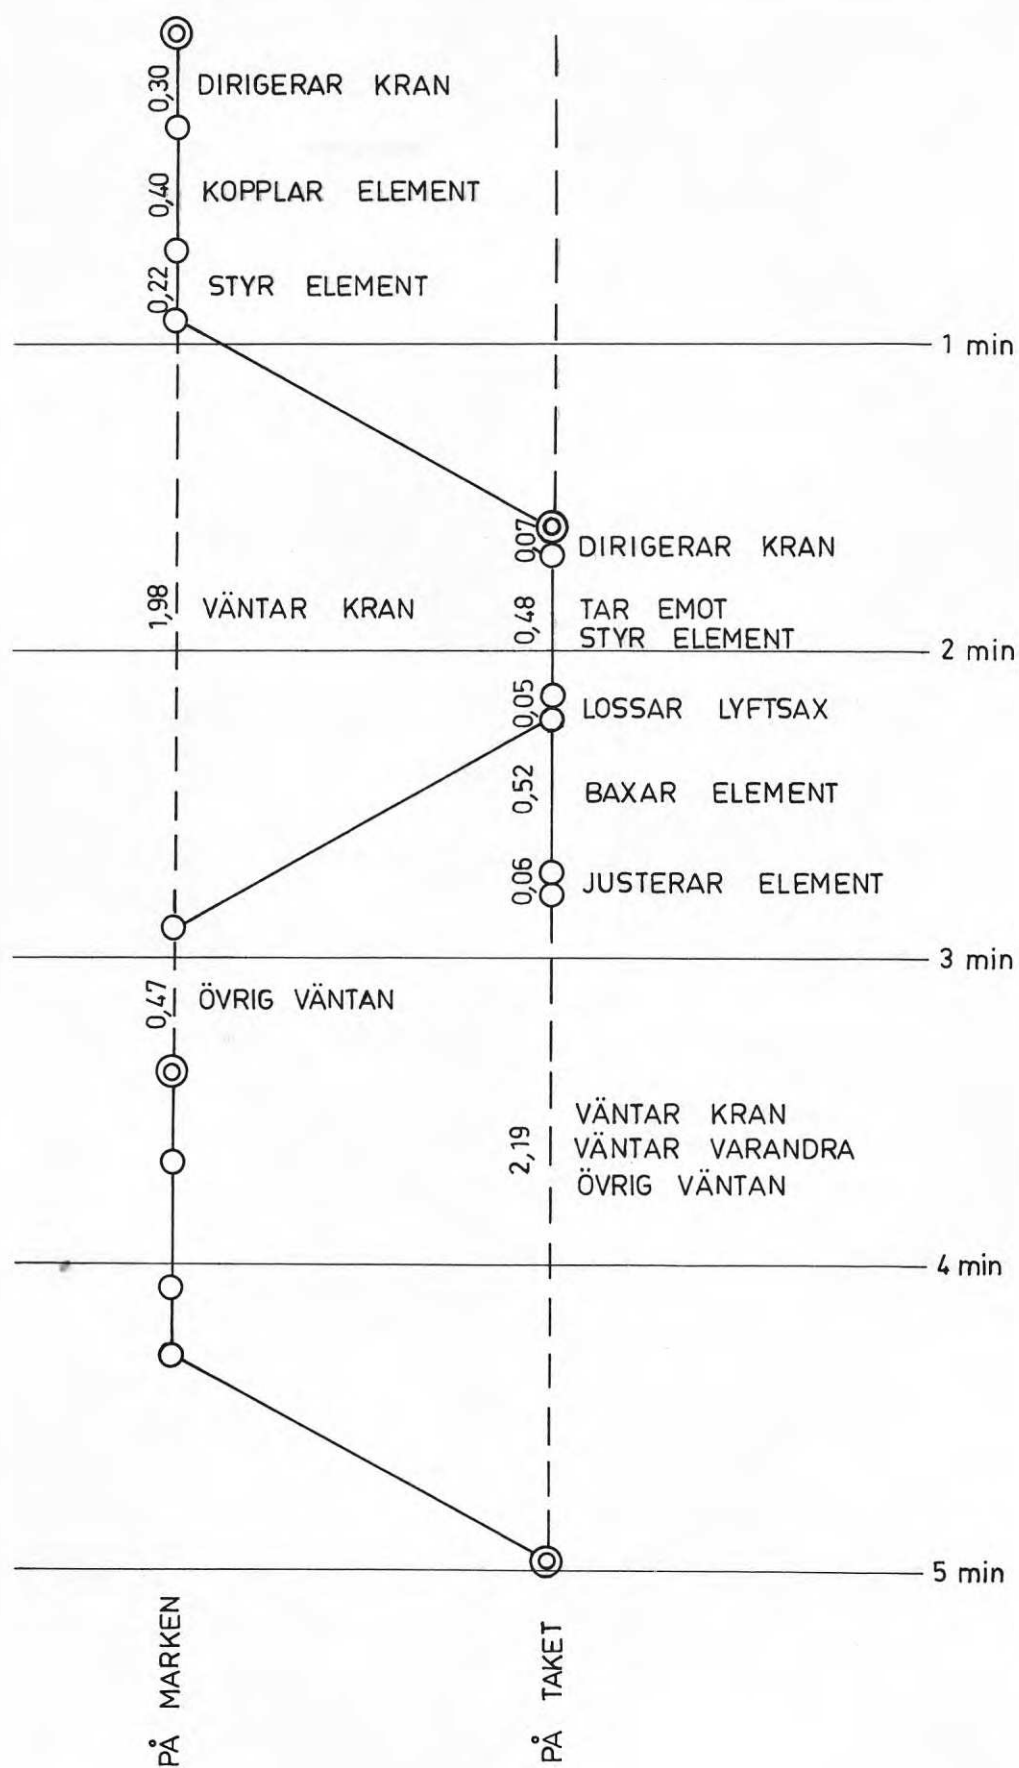 0,30 DIRIGERAR KRAN
0,40 KOPPLAR ELEMENT
0,22 STYR ELEMENT
1 min
0,07 DIRIGERAR KRAN
1,98 VÄNTAR KRAN
0,48 TAR EMOT
STYR ELEMENT
2 min
0,05 LOSSAR LYFTSAX
0,52 BAXAR ELEMENT
0,06 JUSTERAR ELEMENT
3 min
0,47 ÖVRIG VÄNTAN
2,19 VÄNTAR KRAN
VÄNTAR VARANDRA
ÖVRIG VÄNTAN
4 min
5 min
PÅ MARKEN
PÅ TAKET